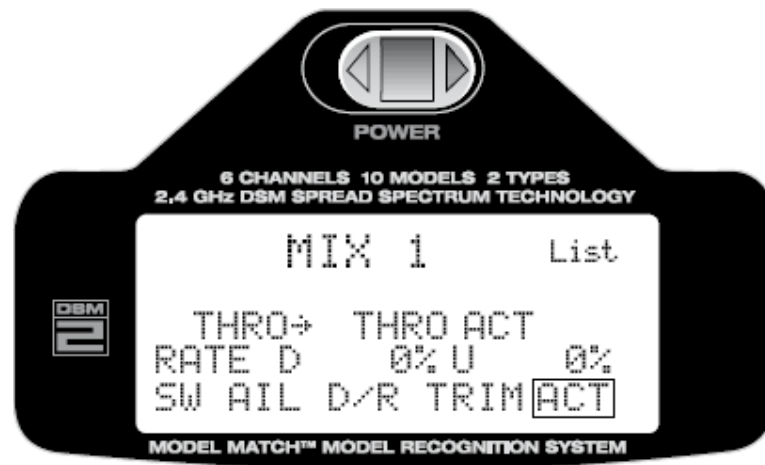 POWER
6 CHANNELS 10 MODELS 2 TYPES
2.4 GHz DSM SPREAD SPECTRUM TECHNOLOGY
MIX 1 List
DSM
2
THRO→ THRO ACT
RATE D 0% U 0%
SW AIL D/R TRIM ACT
MODEL MATCH™ MODEL RECOGNITION SYSTEM